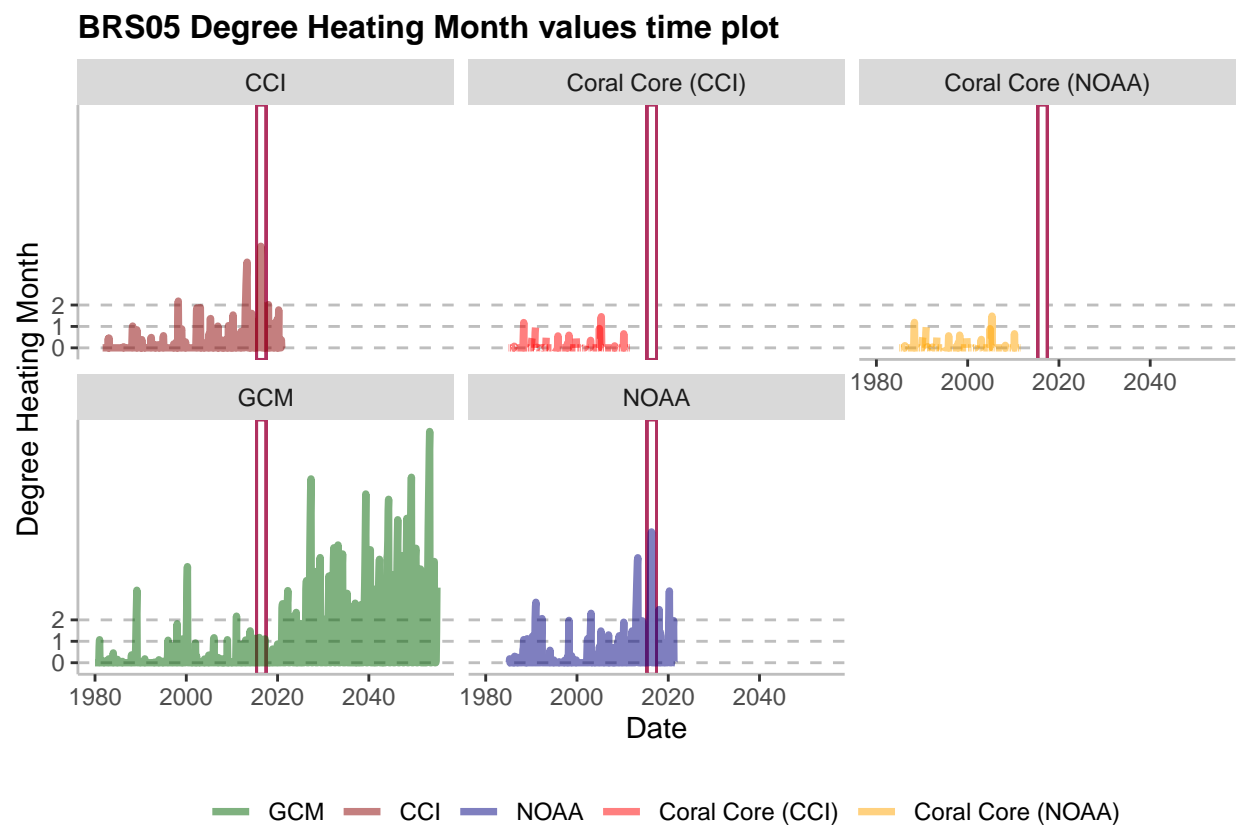 BRS05 Degree Heating Month values time plot
CCI
Coral Core (CCI)
Coral Core (NOAA)
Degree Heating Month
2
1
0
1980 2000 2020 2040
GCM
NOAA
2
1
0
1980 2000 2020 2040
1980 2000 2020 2040
Date
GCM CCI NOAA Coral Core (CCI) Coral Core (NOAA)